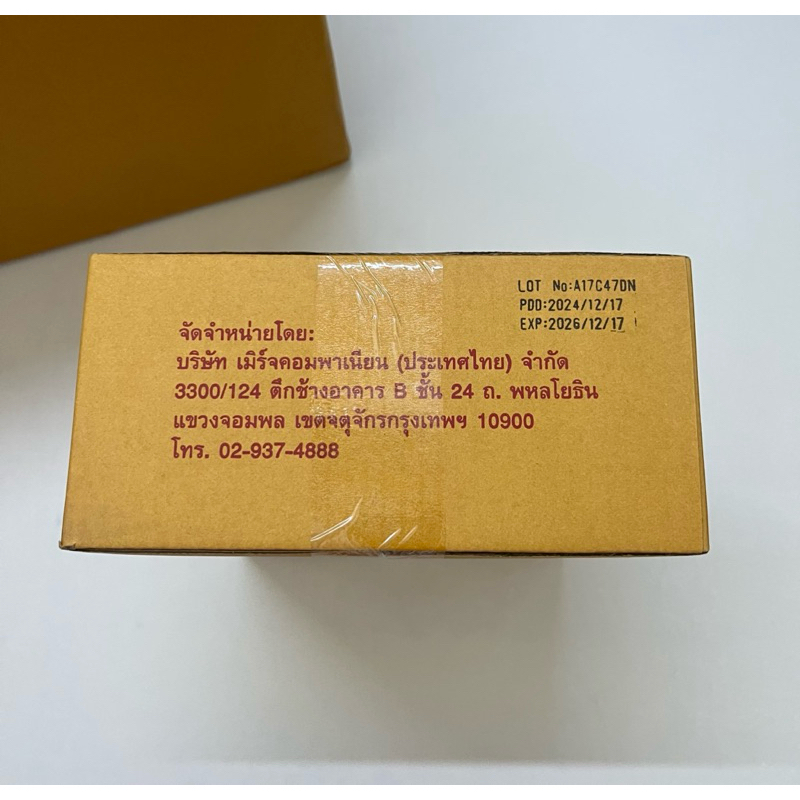 LOT No:A17C47DN
PDD:2024/12/17
EXP:2026/12/17
จัดจำหน่ายโดย:
บริษัท เมิร์จคอมพาเนียน (ประเทศไทย) จำกัด
3300/124 ตึกช้างอาคาร B ชั้น 24 ถ. พหลโยธิน
แขวงจอมพล เขตจตุจักรกรุงเทพฯ 10900
โทร. 02-937-4888